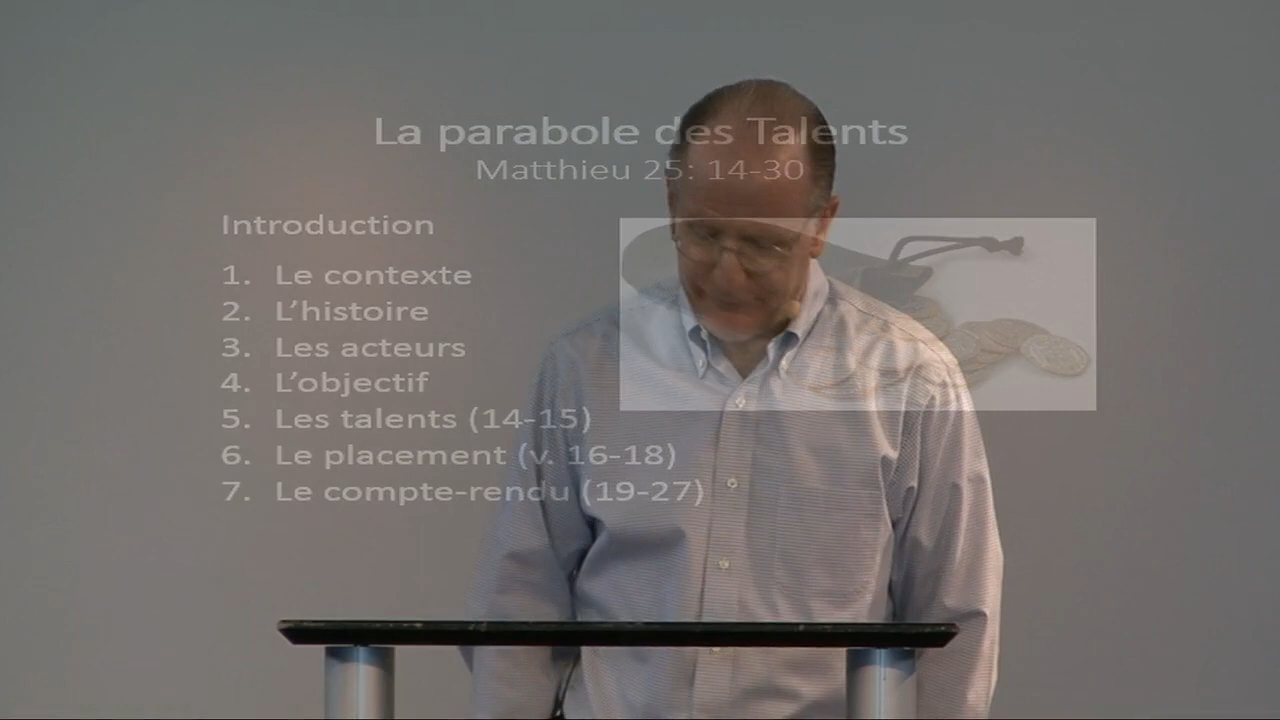 La parabole des Talents
Matthieu 25: 14-30
Introduction
1. Le contexte
2. L’histoire
3. Les acteurs
4. L’objectif
5. Les talents (14-15)
6. Le placement (v. 16-18)
7. Le compte-rendu (19-27)